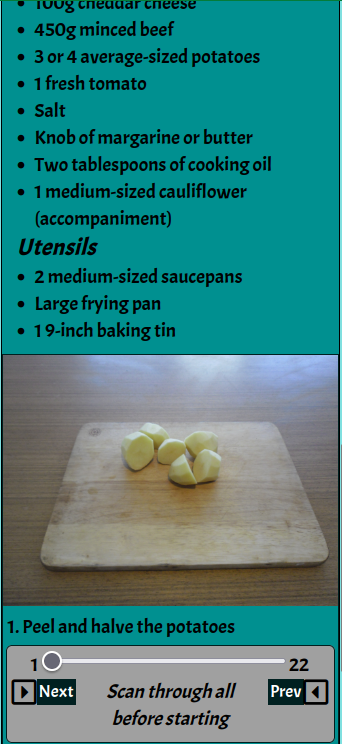 100g cheddar cheese
450g minced beef
3 or 4 average-sized potatoes
1 fresh tomato
Salt
Knob of margarine or butter
Two tablespoons of cooking oil
1 medium-sized cauliflower
(accompaniment)
Utensils
2 medium-sized saucepans
Large frying pan
1 9-inch baking tin
1. Peel and halve the potatoes
1 22
Next Scan through all Prev
before starting